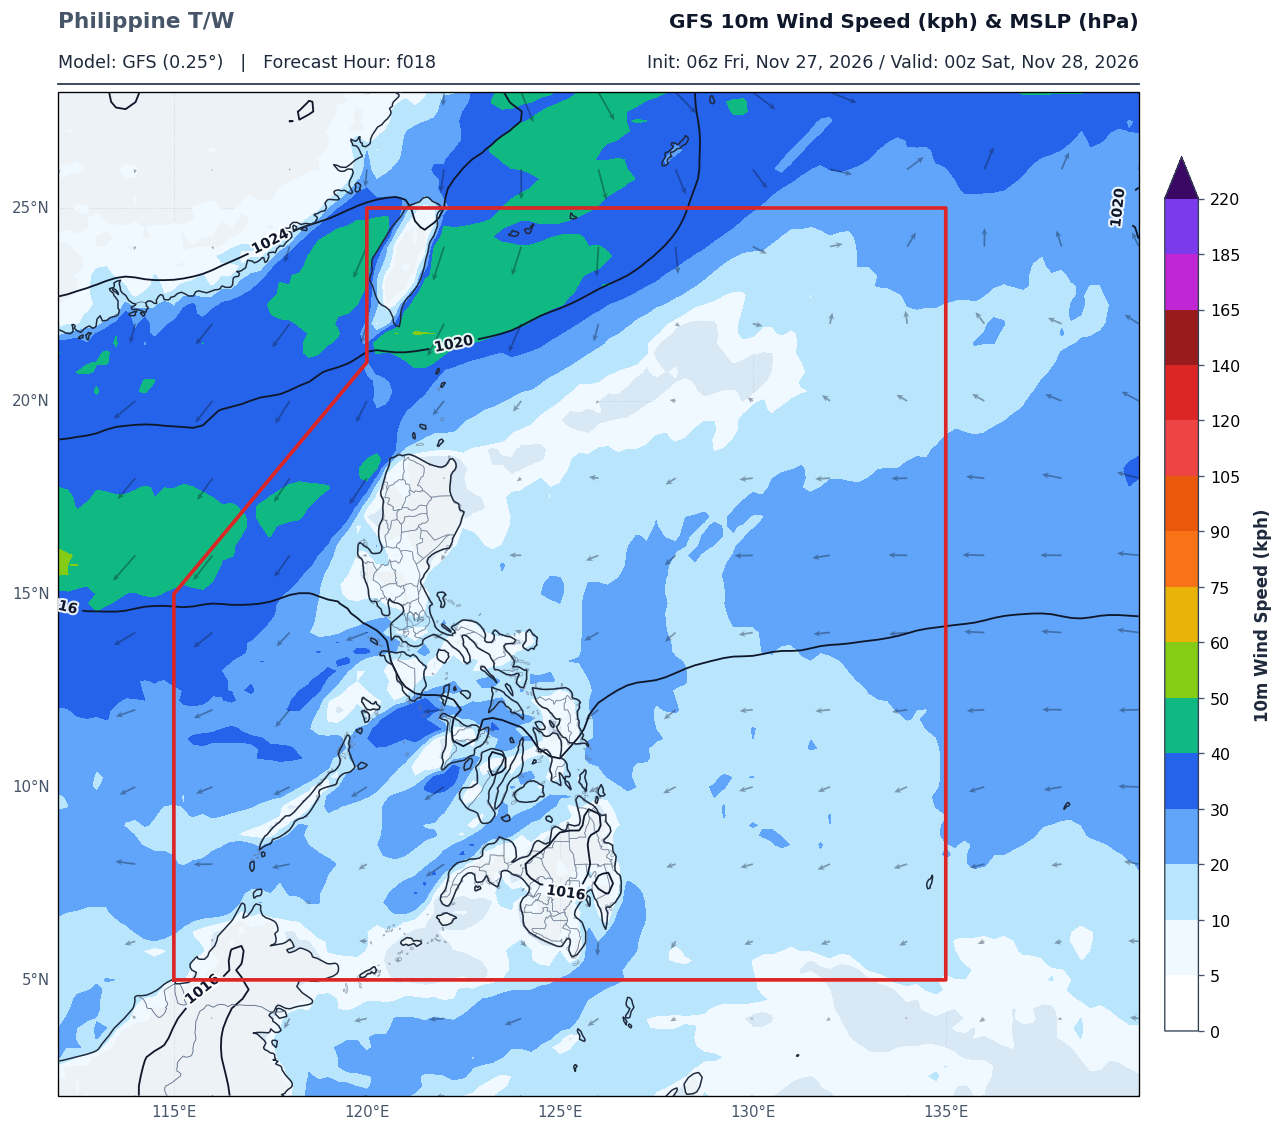 Philippine T/W
GFS 10m Wind Speed (kph) & MSLP (hPa)
Model: GFS (0.25°)   |   Forecast Hour: f018
Init: 06z Fri, Nov 27, 2026 / Valid: 00z Sat, Nov 28, 2026
25°N
20°N
15°N
10°N
5°N
115°E
120°E
125°E
130°E
135°E
1024
1020
1020
16
1016
1016
220
185
165
140
120
105
90
75
60
50
40
30
20
10
5
0
10m Wind Speed (kph)